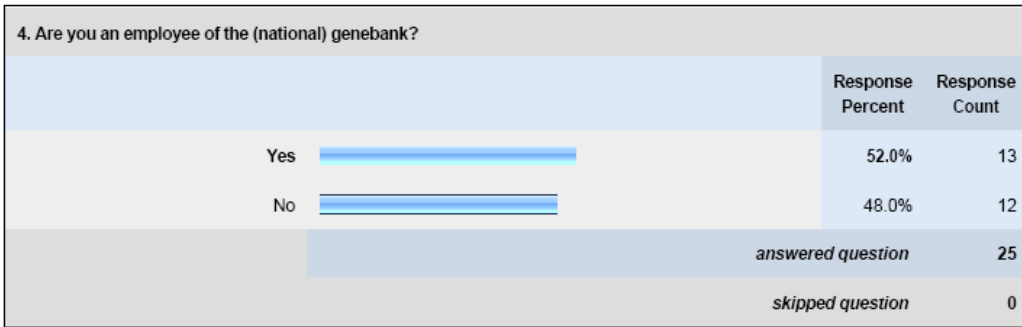 4. Are you an employee of the (national) genebank?
Response Percent
Response Count
Yes 52.0% 13
No 48.0% 12
answered question 25
skipped question 0